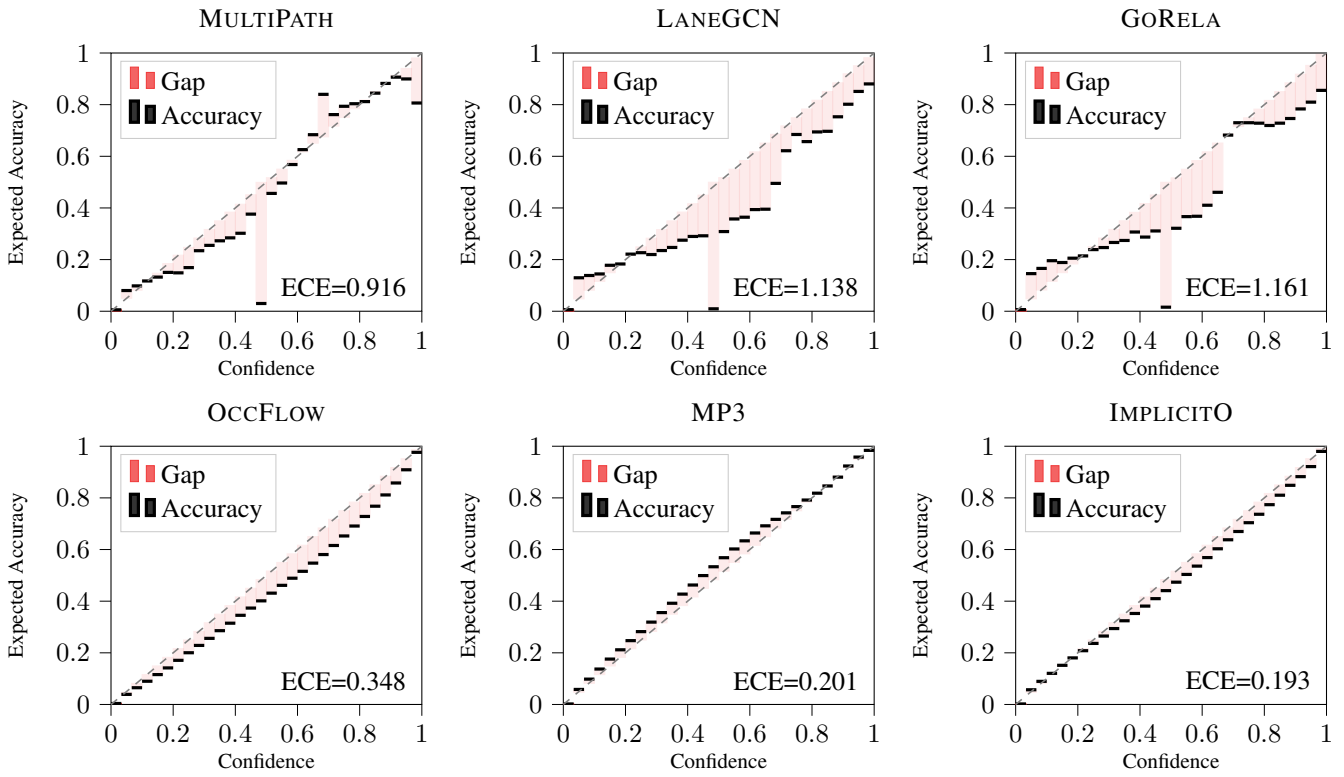 MULTIPATH
Expected Accuracy
1
0.8
0.6
0.4
0.2
0
Gap
Accuracy
ECE=0.916
0 0.2 0.4 0.6 0.8 1
Confidence
LANEGCN
Expected Accuracy
1
0.8
0.6
0.4
0.2
0
Gap
Accuracy
ECE=1.138
0 0.2 0.4 0.6 0.8 1
Confidence
GORELA
Expected Accuracy
1
0.8
0.6
0.4
0.2
0
Gap
Accuracy
ECE=1.161
0 0.2 0.4 0.6 0.8 1
Confidence
OCCFLOW
Expected Accuracy
1
0.8
0.6
0.4
0.2
0
Gap
Accuracy
ECE=0.348
0 0.2 0.4 0.6 0.8 1
Confidence
MP3
Expected Accuracy
1
0.8
0.6
0.4
0.2
0
Gap
Accuracy
ECE=0.201
0 0.2 0.4 0.6 0.8 1
Confidence
IMPLICITO
Expected Accuracy
1
0.8
0.6
0.4
0.2
0
Gap
Accuracy
ECE=0.193
0 0.2 0.4 0.6 0.8 1
Confidence